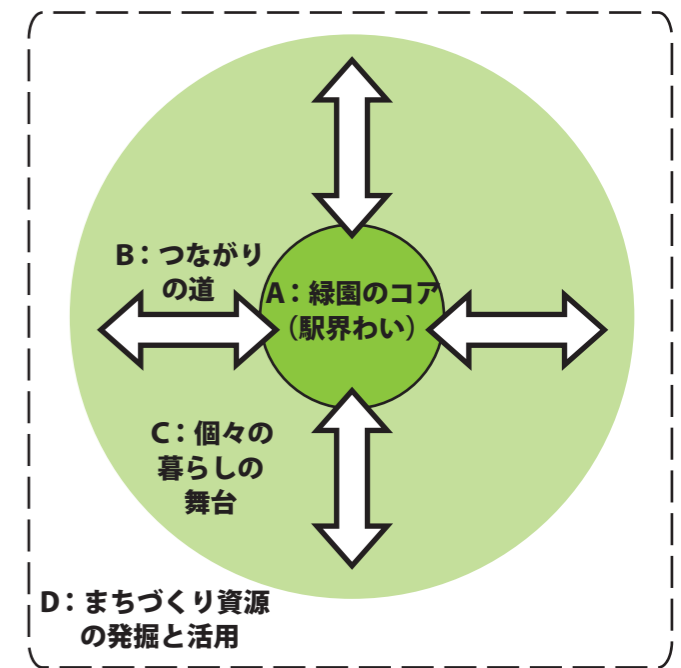 B：つながり
の道
A：緑園のコア
（駅界わい）
C：個々の
暮らしの
舞台
D：まちづくり資源
の発掘と活用